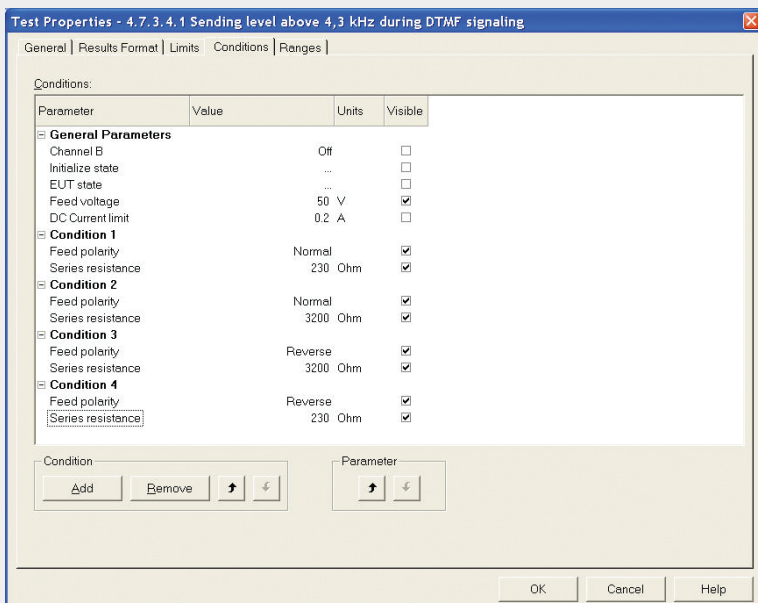 Test Properties - 4.7.3.4.1 Sending level above 4,3 kHz during DTMF signaling
General Results Format Limits Conditions Ranges
Conditions:
Parameter Value Units Visible
General Parameters
Channel B Off
Initialize state ...
EUT state ...
Feed voltage 50 V
DC Current limit 0.2 A
Condition 1
Feed polarity Normal
Series resistance 230 Ohm
Condition 2
Feed polarity Normal
Series resistance 3200 Ohm
Condition 3
Feed polarity Reverse
Series resistance 3200 Ohm
Condition 4
Feed polarity Reverse
Series resistance 230 Ohm
Condition Parameter
Add Remove
OK Cancel Help